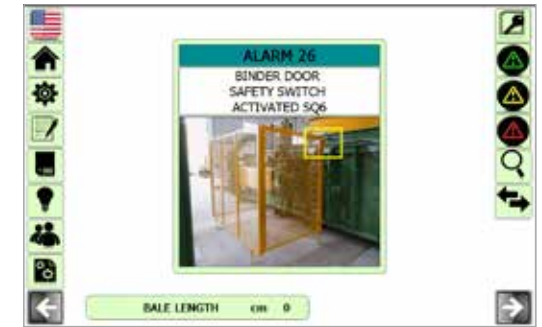 ALARM 26
BINDER DOOR
SAFETY SWITCH
ACTIVATED SQ6
BALE LENGTH cm 0